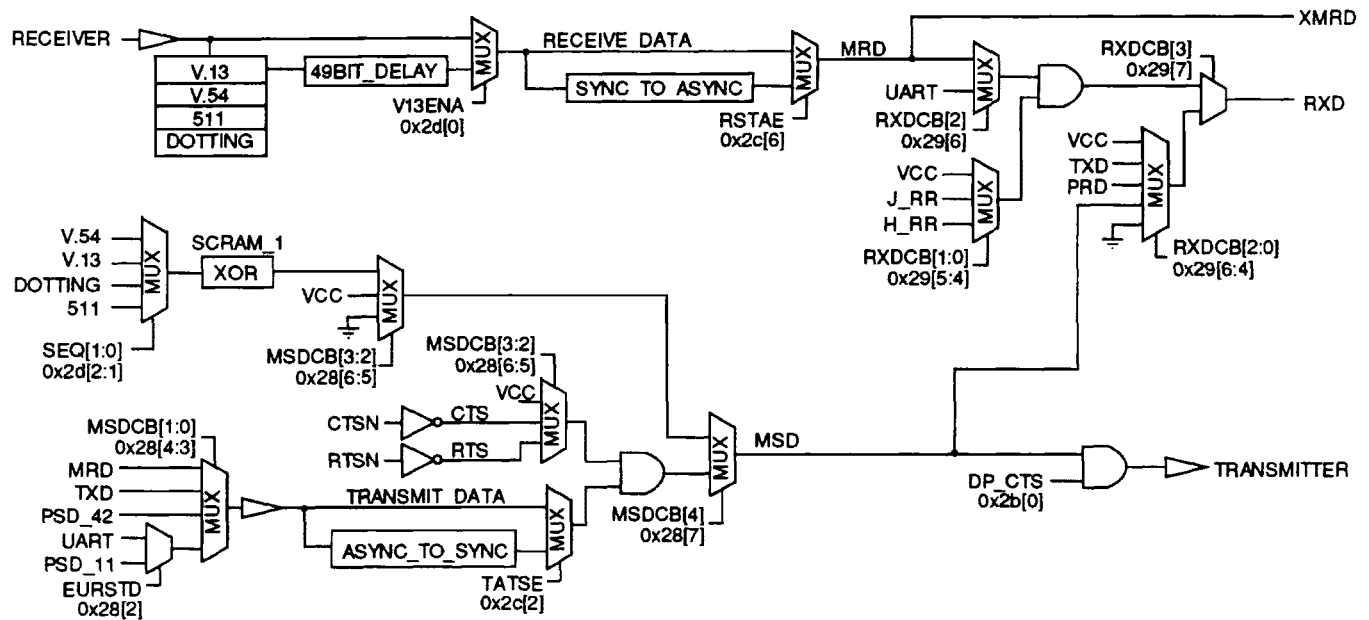 XMRD
RECEIVER
V.13
V.54
511
DOTTING
49BIT_DELAY
MUX
V13ENA
0x2d[0]
RECEIVE DATA
SYNC TO ASYNC
MUX
RSTAE
0x2c[6]
MRD
UART
MUX
RXDCB[2]
0x29[6]
VCC
J_RR
H_RR
MUX
RXDCB[1:0]
0x29[5:4]
RXDCB[3]
0x29[7]
RXD
VCC
TXD
PRD
MUX
RXDCB[2:0]
0x29[6:4]
V.54
V.13
DOTTING
511
MUX
SEQ[1:0]
0x2d[2:1]
SCRAM_1
XOR
VCC
MUX
MSDCB[3:2]
0x28[6:5]
MSDCB[3:2]
0x28[6:5]
VCC
CTSN
CTS
RTSN
RTS
MUX
MSDCB[1:0]
0x28[4:3]
MRD
TXD
PSD_42
UART
PSD_11
MUX
EURSTD
0x28[2]
TRANSMIT DATA
ASYNC_TO_SYNC
MUX
TATSE
0x2c[2]
MUX
MSDCB[4]
0x28[7]
MSD
DP_CTS
0x2b[0]
TRANSMITTER